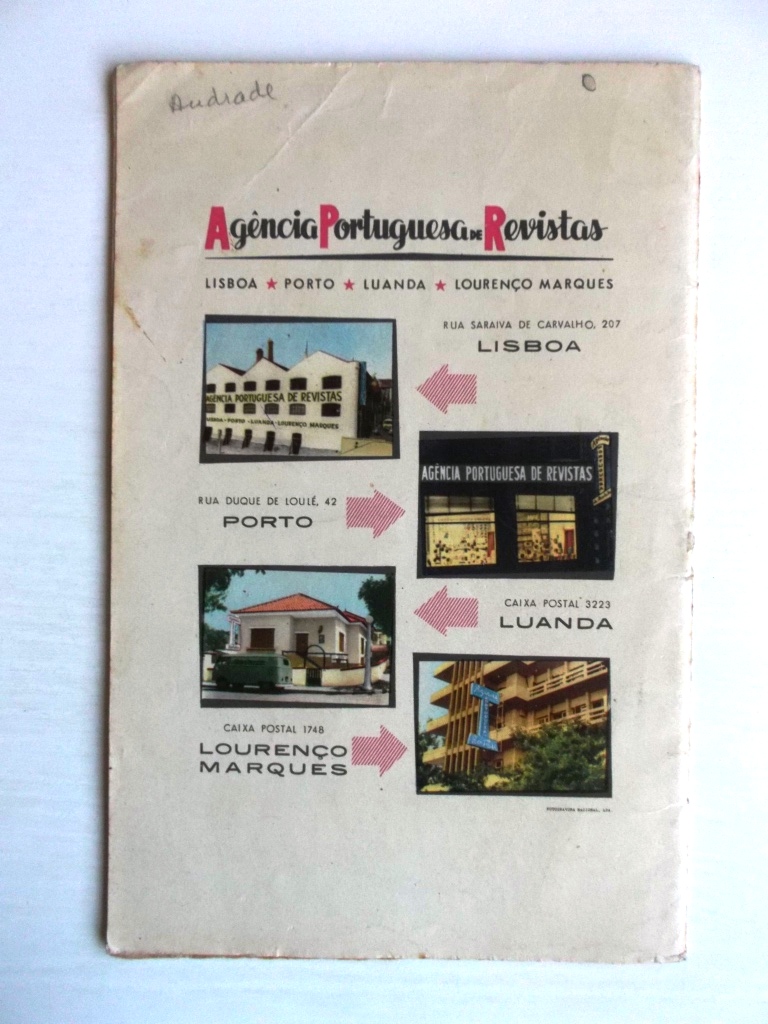 Andrade
Agência Portuguesa DE Revistas
LISBOA ★ PORTO ★ LUANDA ★ LOURENÇO MARQUES
RUA SARAIVA DE CARVALHO, 207
LISBOA
AGÊNCIA PORTUGUESA DE REVISTAS
LISBOA - PORTO - LUANDA - LOURENÇO MARQUES
AGÊNCIA PORTUGUESA DE REVISTAS
RUA DUQUE DE LOULÉ, 42
PORTO
CAIXA POSTAL 3223
LUANDA
CAIXA POSTAL 1748
LOURENÇO
MARQUES